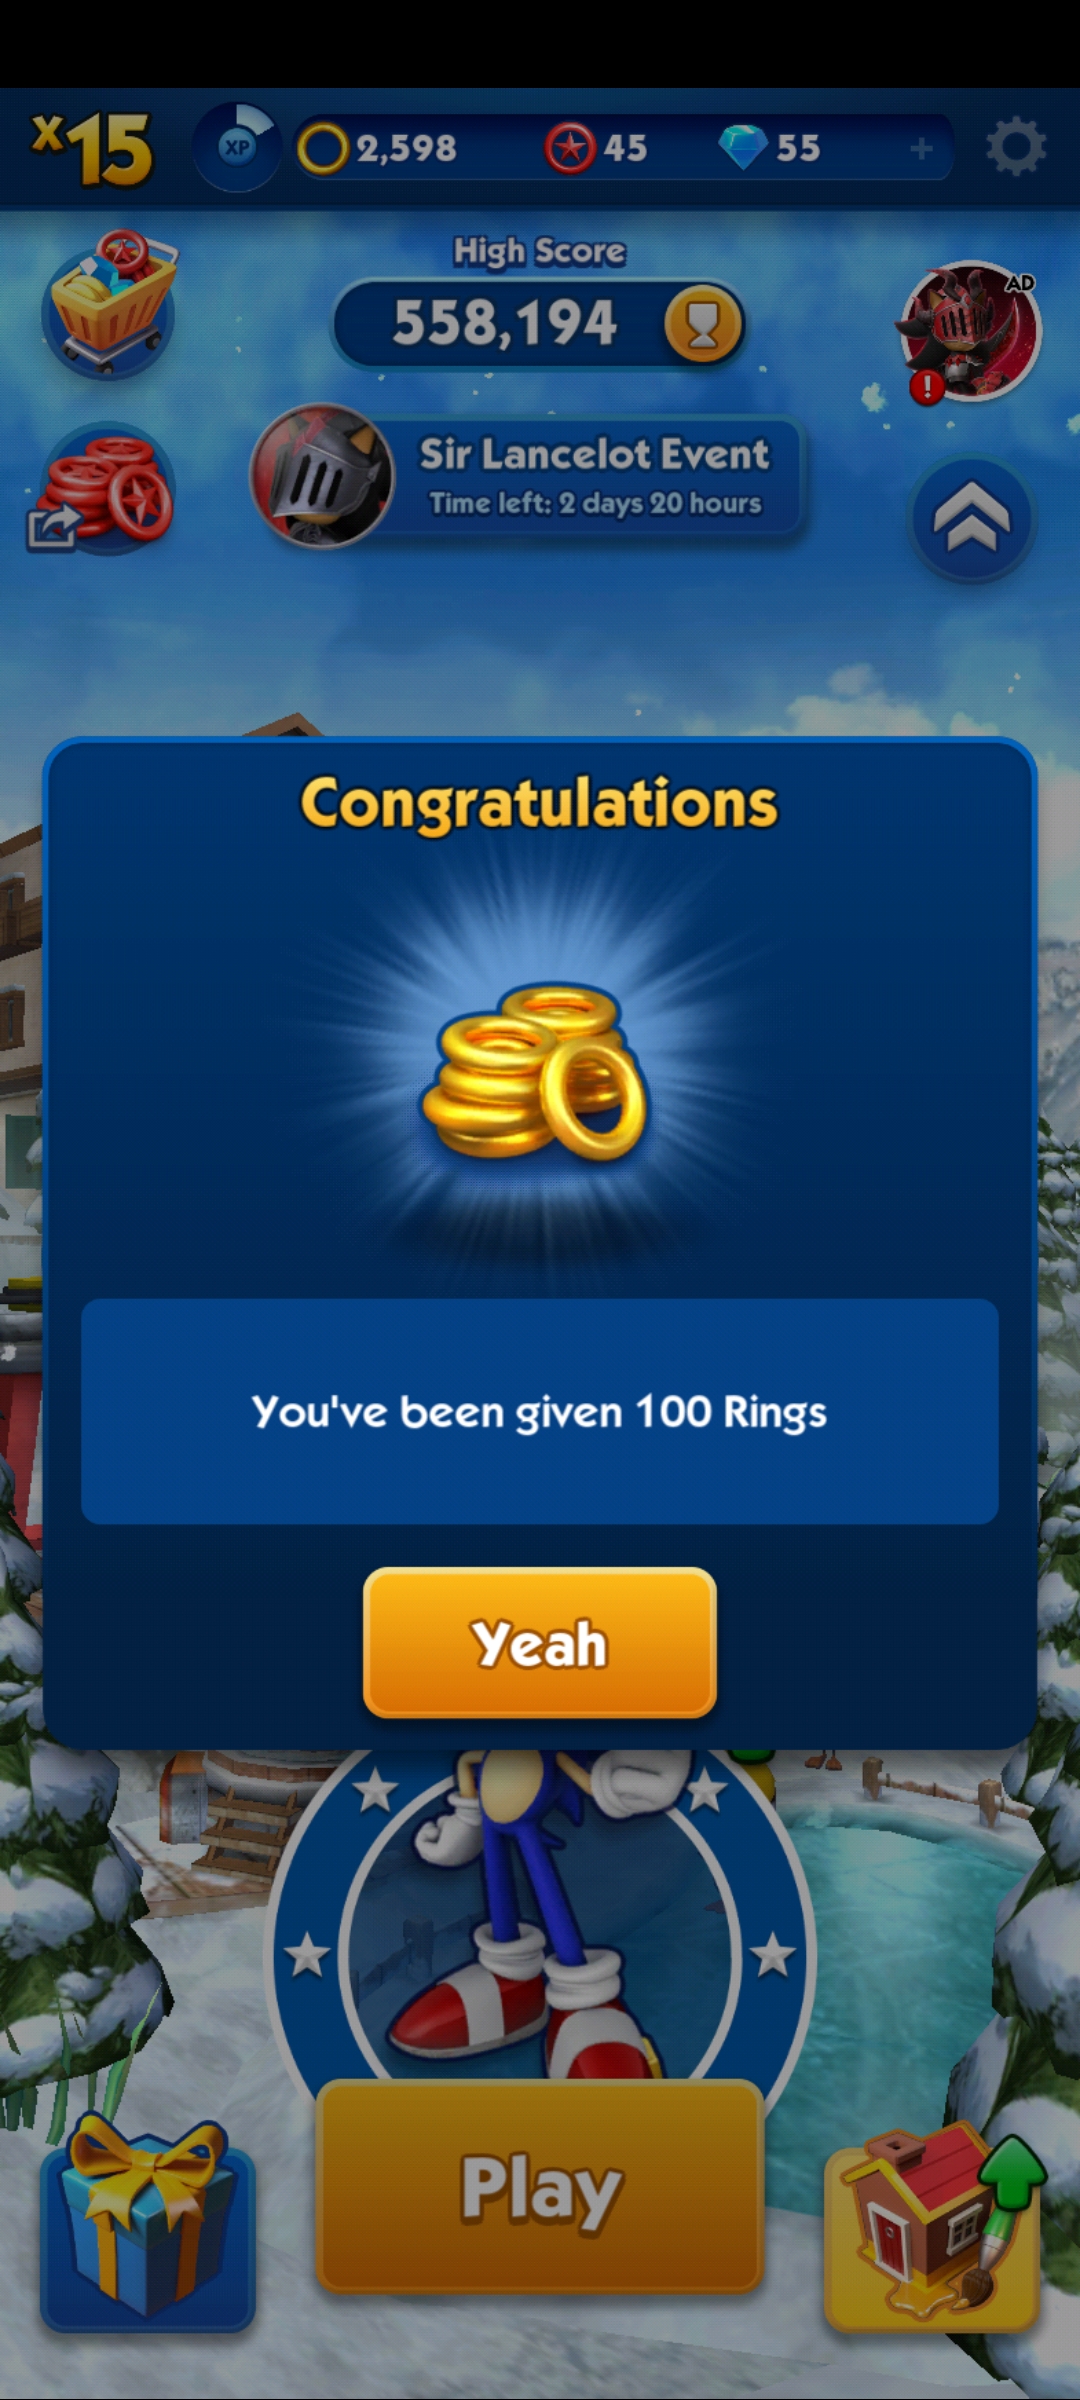 x15
XP
2,598
45
55
+
High Score
558,194
AD
!
Sir Lancelot Event
Time left: 2 days 20 hours
Congratulations
You've been given 100 Rings
Yeah
Play